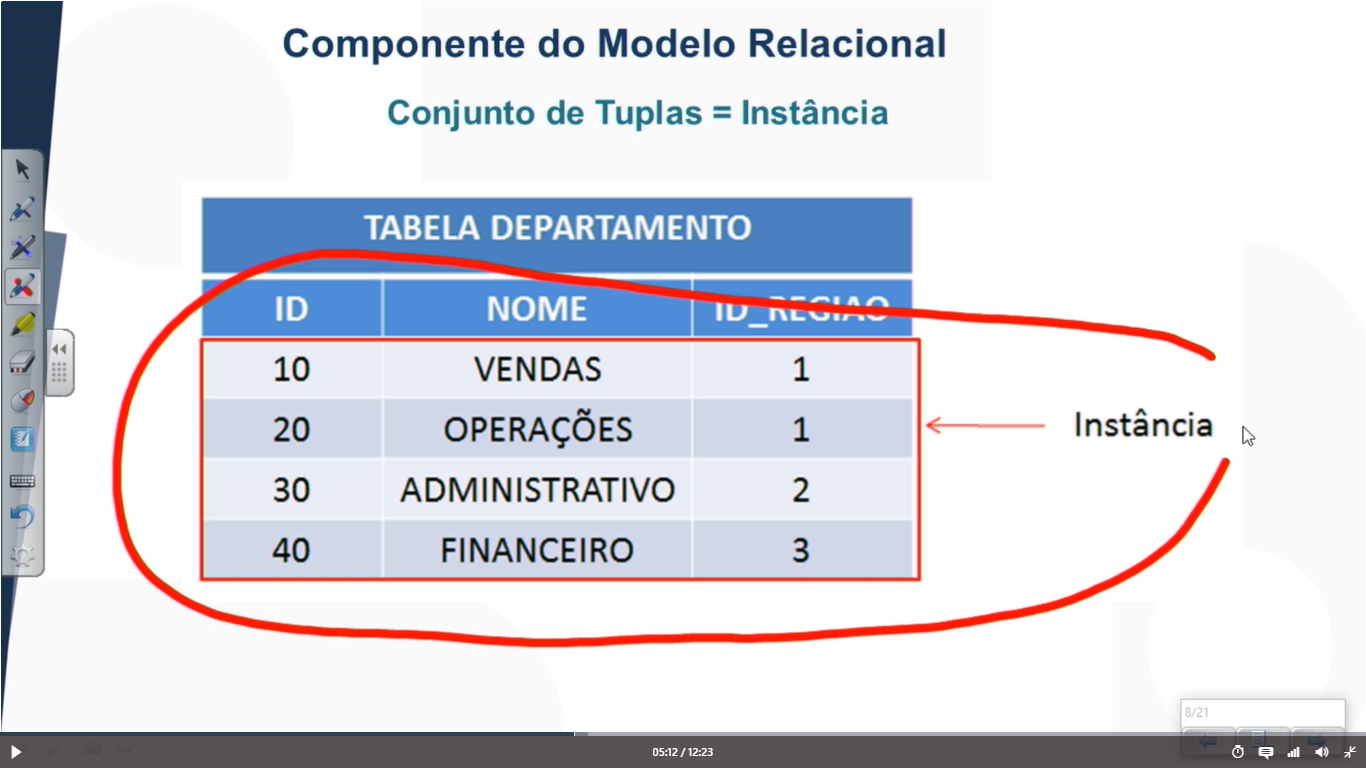 Componente do Modelo Relacional
Conjunto de Tuplas = Instância
TABELA DEPARTAMENTO
ID NOME ID_REGIAO
10 VENDAS 1
20 OPERAÇÕES 1
Instância
30 ADMINISTRATIVO 2
40 FINANCEIRO 3
8/21
05:12 / 12:23